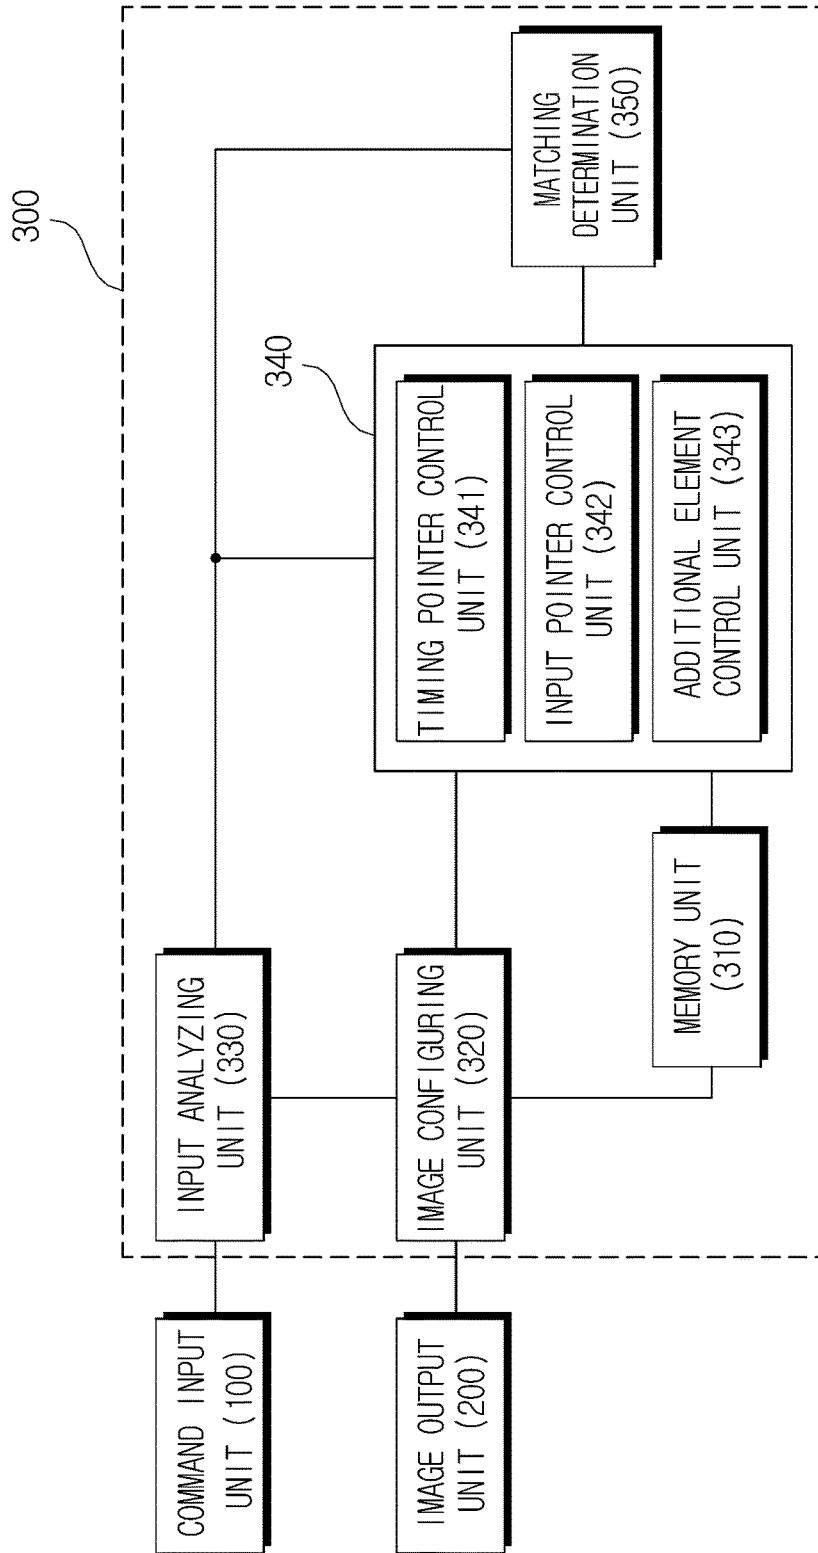 300
COMMAND INPUT
UNIT (100)
INPUT ANALYZING
UNIT (330)
IMAGE OUTPUT
UNIT (200)
IMAGE CONFIGURING
UNIT (320)
340
TIMING POINTER CONTROL
UNIT (341)
INPUT POINTER CONTROL
UNIT (342)
ADDITIONAL ELEMENT
CONTROL UNIT (343)
MATCHING
DETERMINATION
UNIT (350)
MEMORY UNIT
(310)